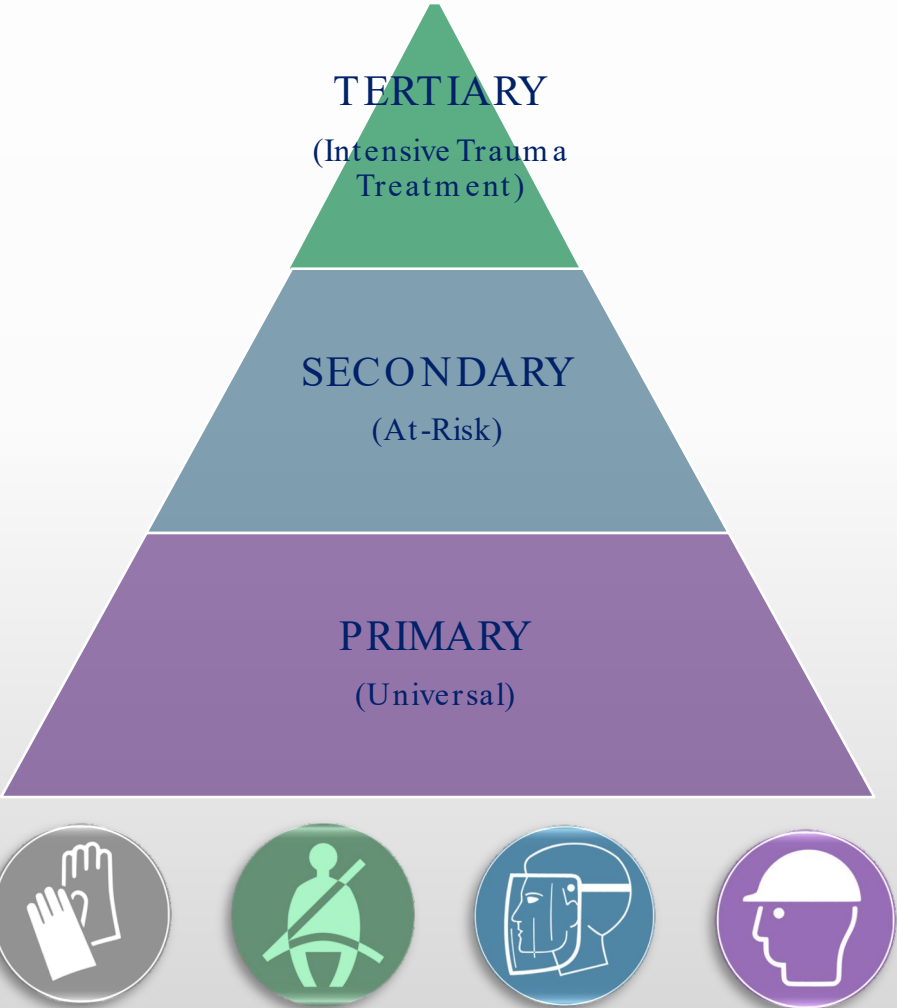 TERTIARY
(Intensive Trauma
Treatment)
SECONDARY
(At-Risk)
PRIMARY
(Universal)